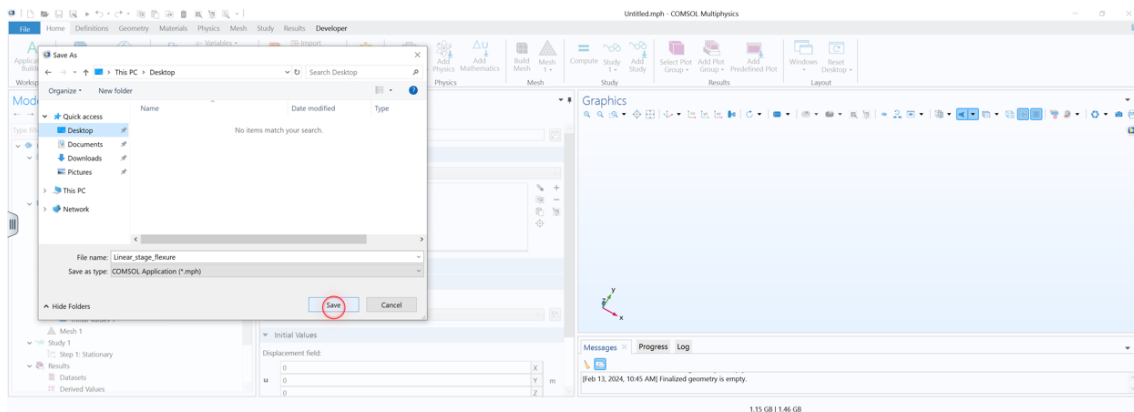 Untitled.mph - COMSOL Multiphysics
File Home Definitions Geometry Materials Physics Mesh Study Results Developer
Variables
Import
Add Physics
Add Mathematics
Build Mesh
Mesh 1
Compute
Study 1
Add Study
Select Plot Group
Add Plot Group
Add Predefined Plot
Windows
Reset Desktop
Physics Mesh Study Results Layout
Save As
This PC > Desktop
Search Desktop
Organize New folder
Name Date modified Type
No items match your search.
Quick access
Desktop
Documents
Downloads
Pictures
This PC
Network
File name: Linear_stage_flexure
Save as type: COMSOL Application (*.mph)
Hide Folders
Save Cancel
Mesh 1
Study 1
Step 1: Stationary
Results
Datasets
Derived Values
Initial Values
Displacement field:
0 X
u 0 Y m
0 Z
Graphics
y
z
x
Messages Progress Log
[Feb 13, 2024, 10:45 AM] Finalized geometry is empty.
1.15 GB | 1.46 GB